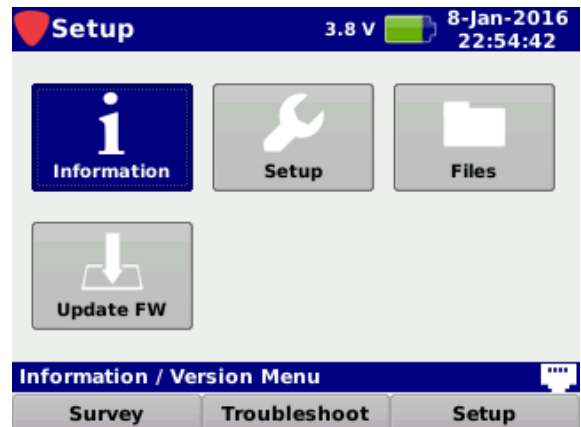 Setup 3.8 V 8-Jan-2016
22:54:42
Information Setup Files
Update FW
Information / Version Menu
Survey Troubleshoot Setup